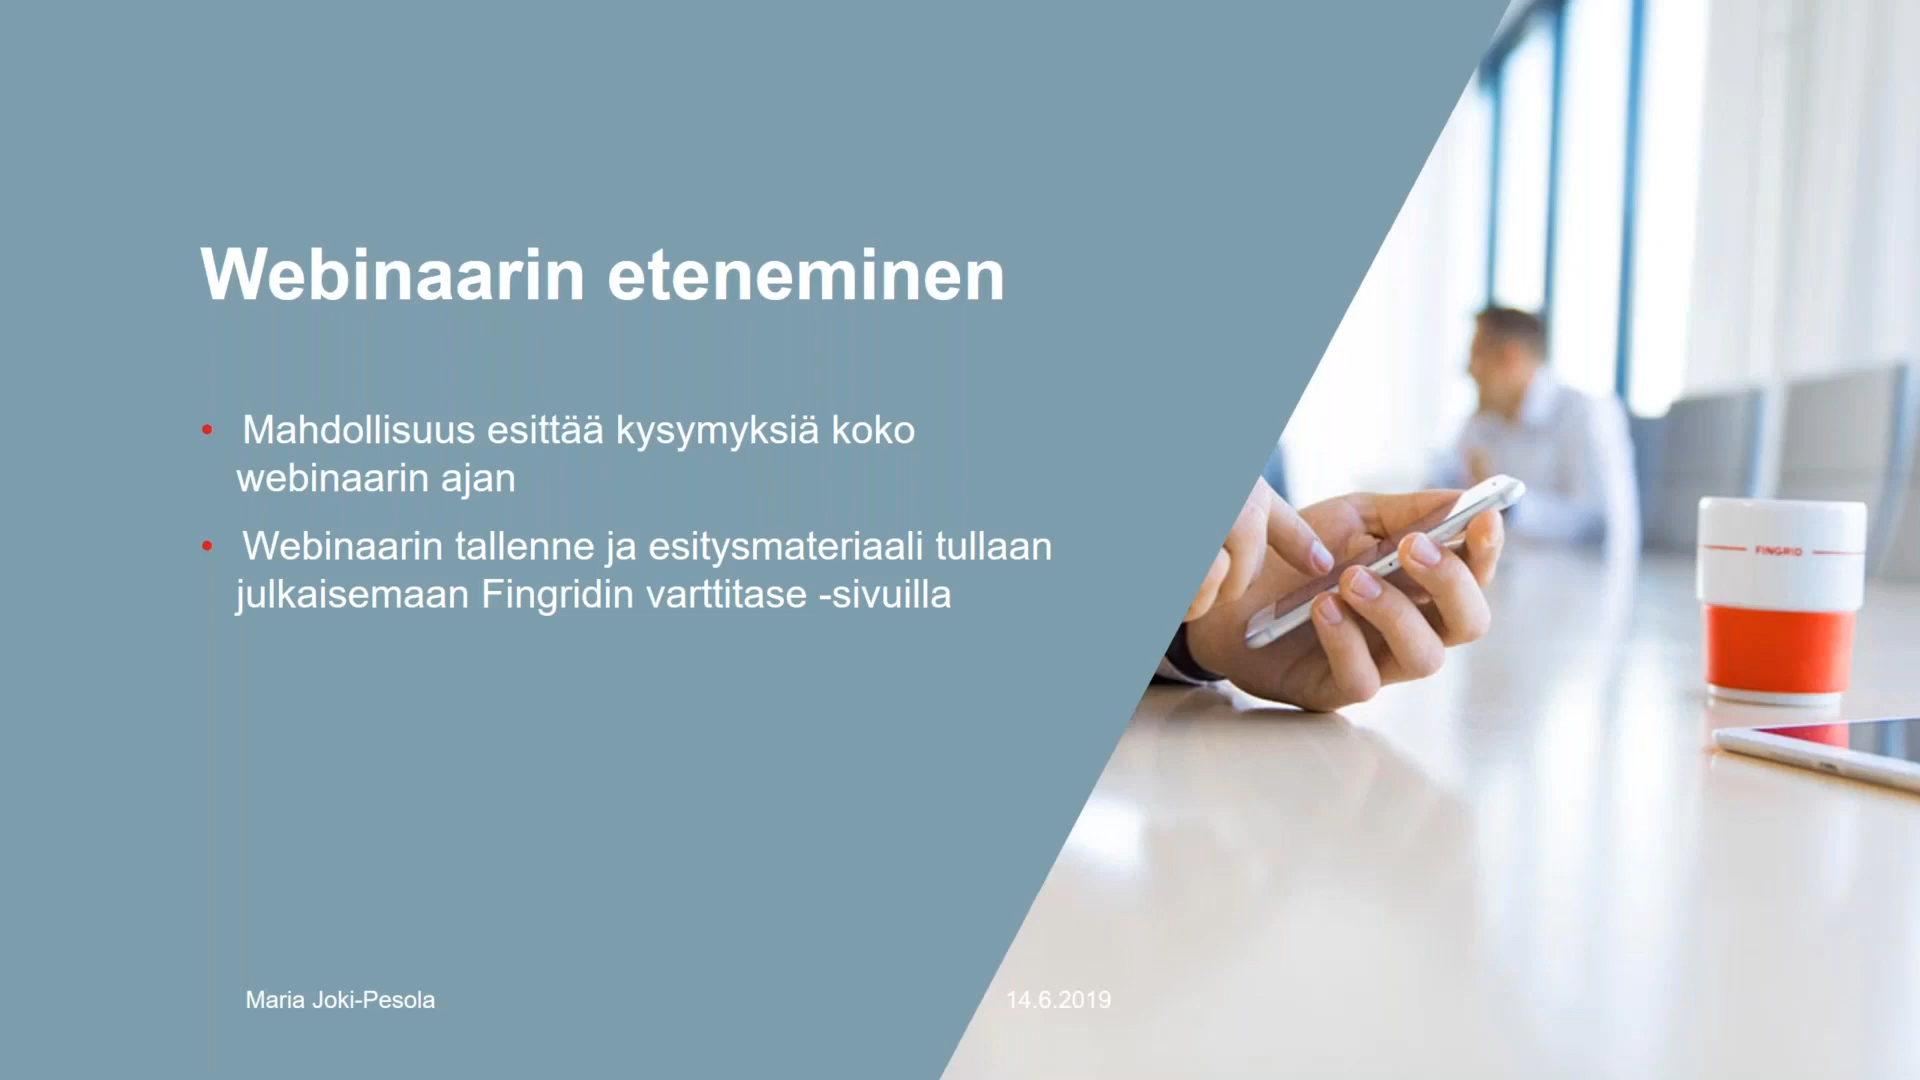 Webinaarin eteneminen
• Mahdollisuus esittää kysymyksiä koko
webinaarin ajan
• Webinaarin tallenne ja esitysmateriaali tullaan
julkaisemaan Fingridin varttitase -sivuilla
FINGRID
Maria Joki-Pesola
14.6.2019